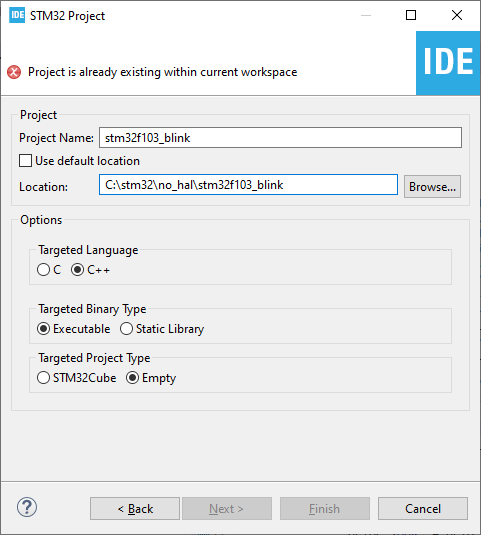 IDE STM32 Project
IDE
Project is already existing within current workspace
Project
Project Name: stm32f103_blink
Use default location
Location: C:\stm32\no_hal\stm32f103_blink Browse...
Options
Targeted Language
C C++
Targeted Binary Type
Executable Static Library
Targeted Project Type
STM32Cube Empty
? < Back Next > Finish Cancel